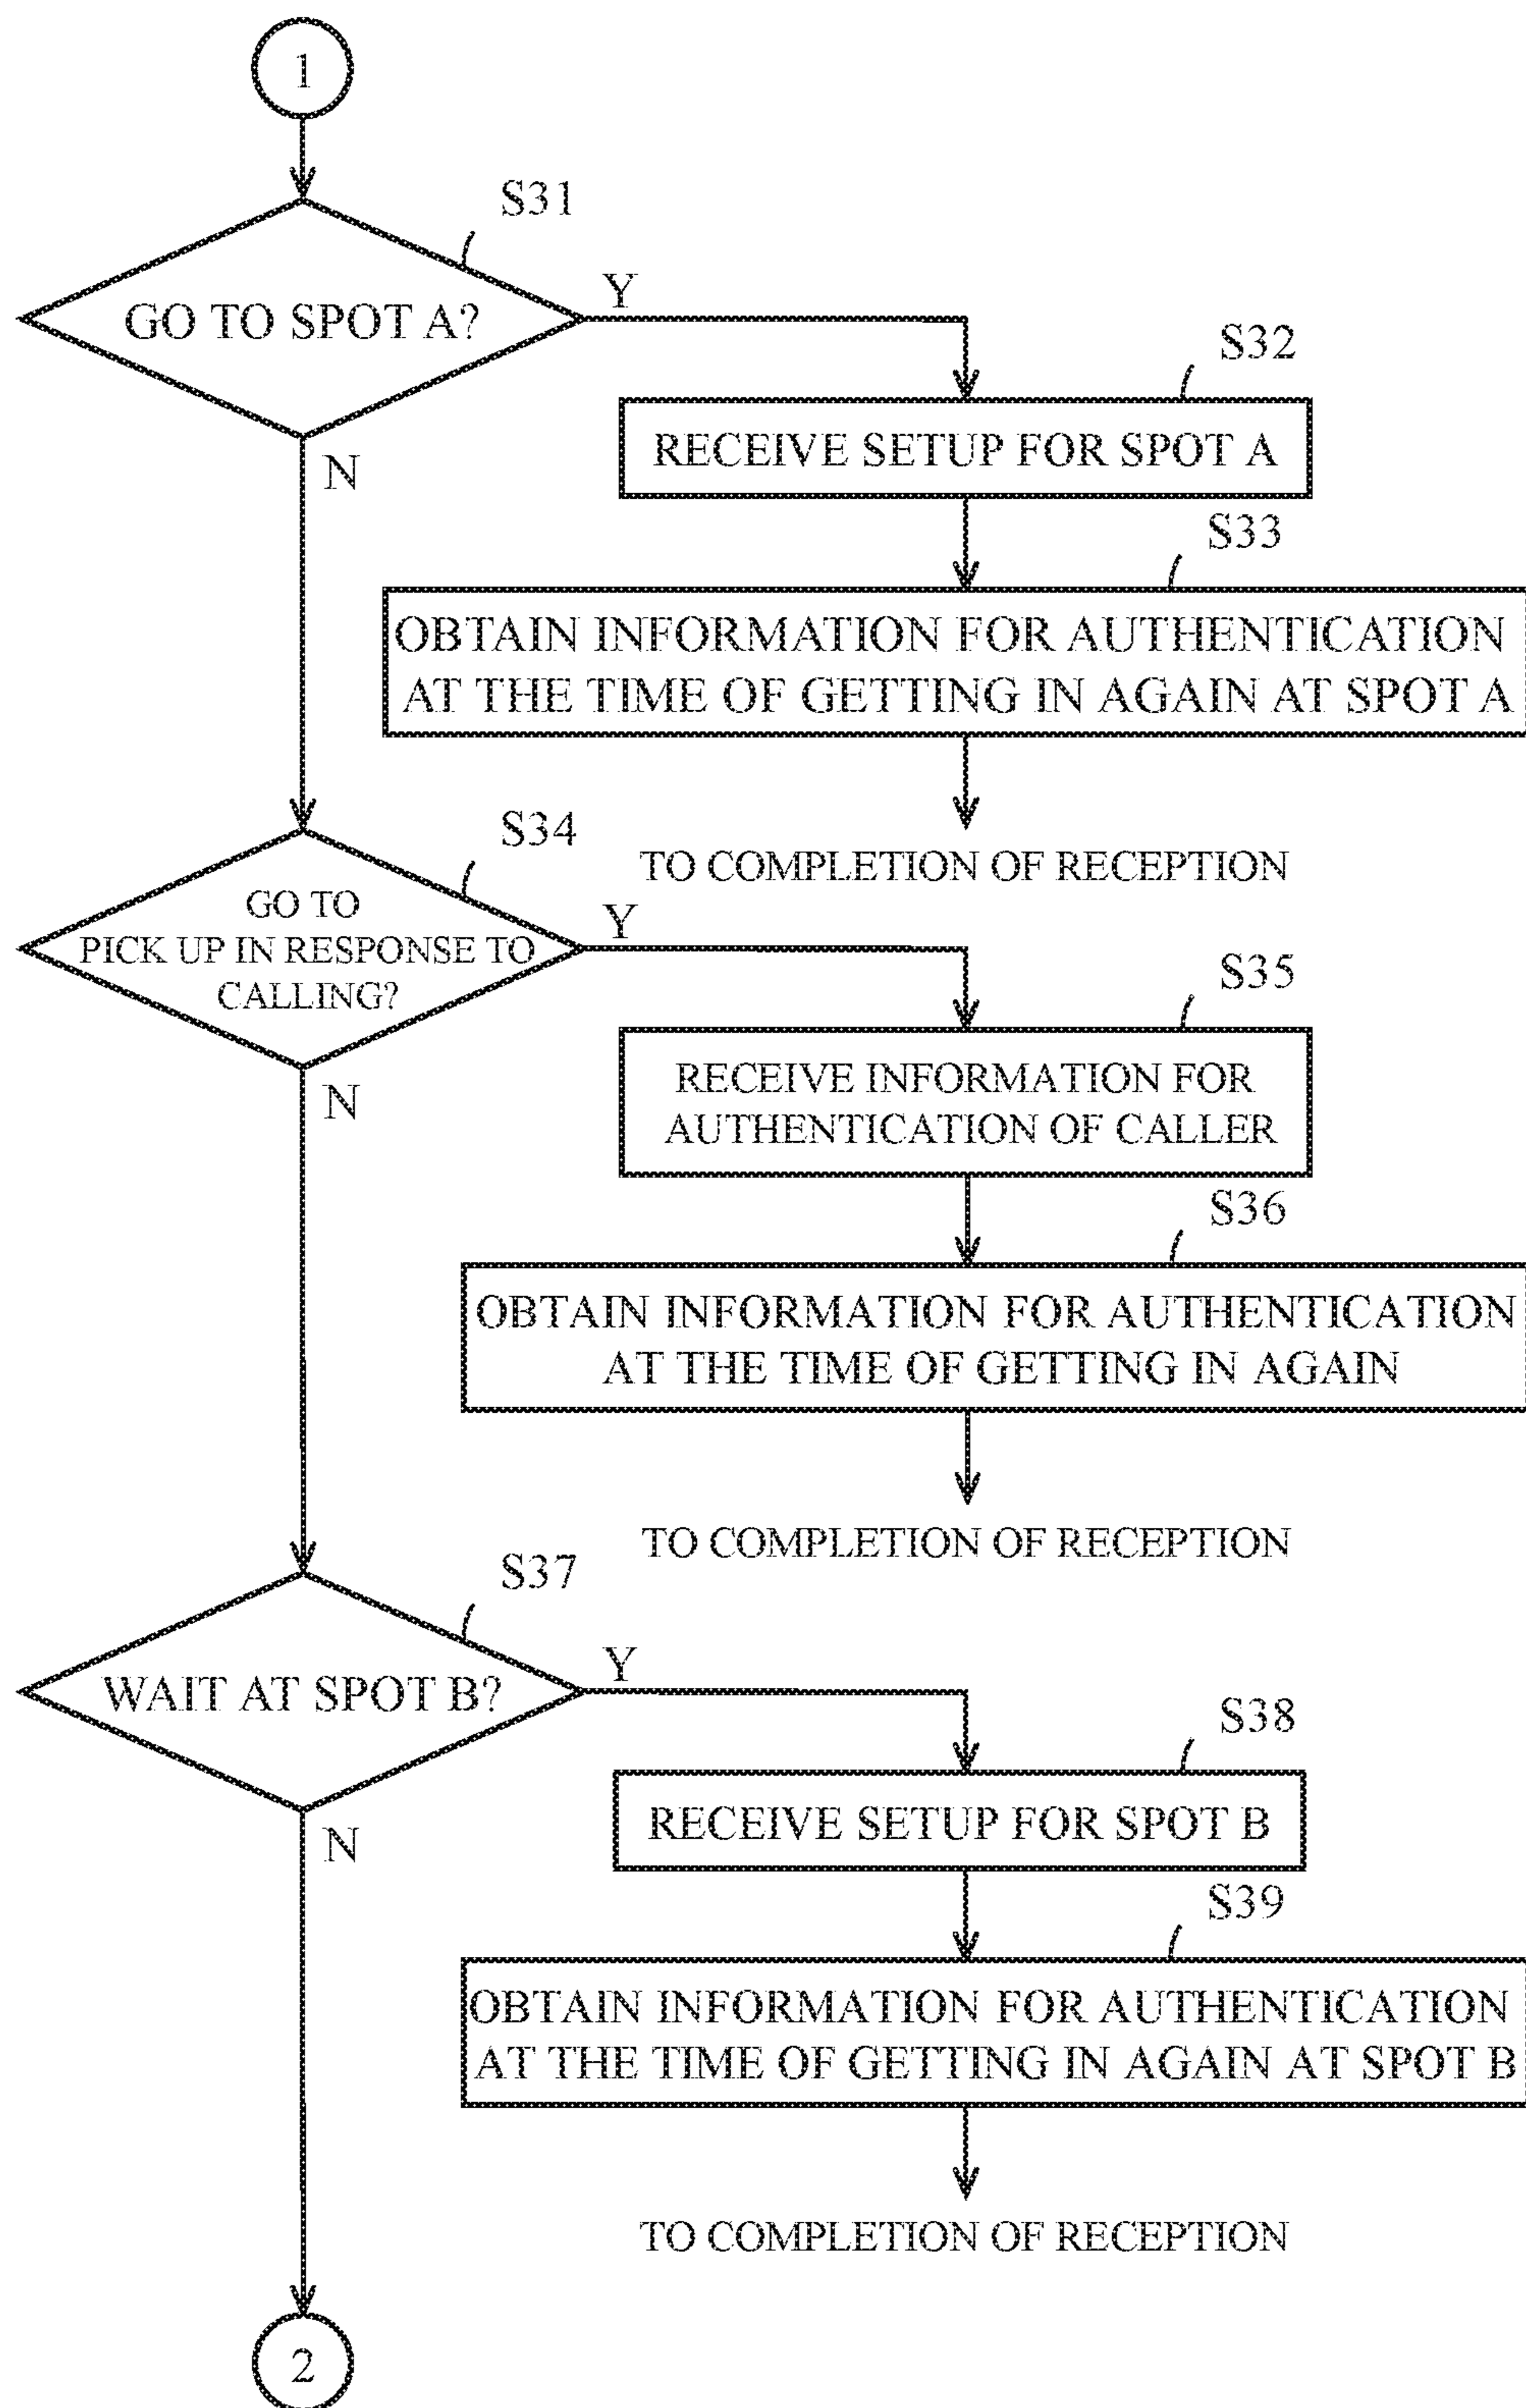 1
S31
GO TO SPOT A?
Y
N
S32
RECEIVE SETUP FOR SPOT A
S33
OBTAIN INFORMATION FOR AUTHENTICATION
AT THE TIME OF GETTING IN AGAIN AT SPOT A
TO COMPLETION OF RECEPTION
S34
GO TO
PICK UP IN RESPONSE TO
CALLING?
Y
N
S35
RECEIVE INFORMATION FOR
AUTHENTICATION OF CALLER
S36
OBTAIN INFORMATION FOR AUTHENTICATION
AT THE TIME OF GETTING IN AGAIN
TO COMPLETION OF RECEPTION
S37
WAIT AT SPOT B?
Y
N
S38
RECEIVE SETUP FOR SPOT B
S39
OBTAIN INFORMATION FOR AUTHENTICATION
AT THE TIME OF GETTING IN AGAIN AT SPOT B
TO COMPLETION OF RECEPTION
2